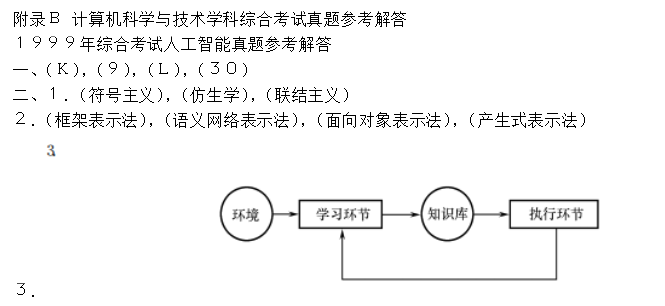 附录Ｂ 计算机科学与技术学科综合考试真题参考解答
１９９９年综合考试人工智能真题参考解答
一、（Ｋ），（９），（Ｌ），（３０）
二、１．（符号主义），（仿生学），（联结主义）
２．（框架表示法），（语义网络表示法），（面向对象表示法），（产生式表示法）
3.
环境 学习环节 知识库 执行环节
３．